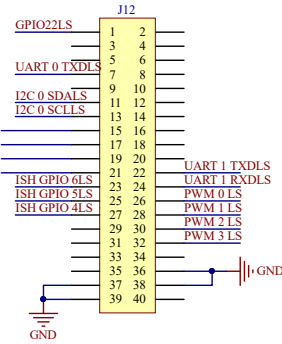 J12
GPIO22LS 1 2
3 4
5 6
UART 0 TXDLS 7 8
9 10
I2C 0 SDALS 11 12
I2C 0 SCLLS 13 14
15 16
17 18
19 20
21 22 UART 1 TXDLS
ISH GPIO 6LS 23 24 UART 1 RXDLS
ISH GPIO 5LS 25 26 PWM 0 LS
ISH GPIO 4LS 27 28 PWM 1 LS
29 30 PWM 2 LS
31 32 PWM 3 LS
33 34
35 36 GND
37 38
39 40
GND